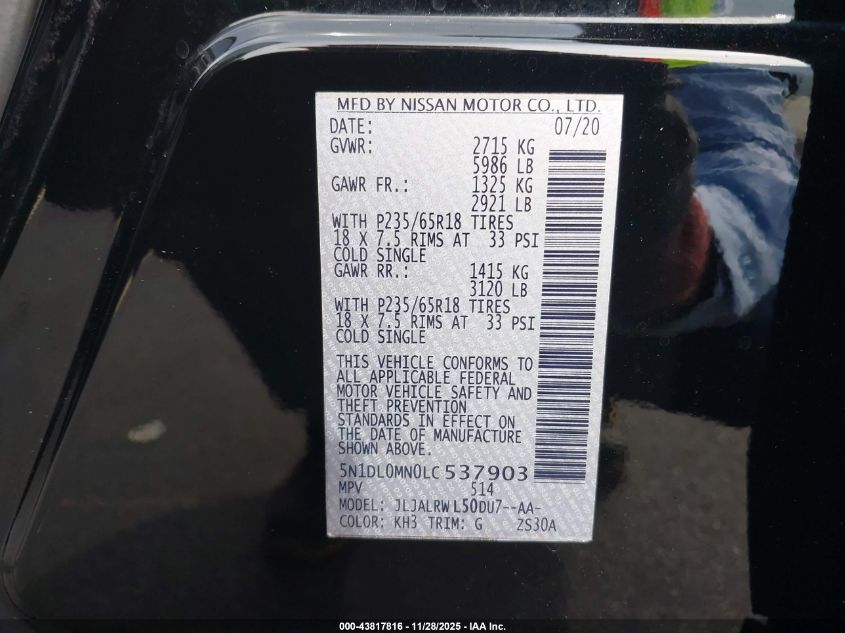 MFD BY NISSAN MOTOR CO., LTD.
DATE: 07/20
GVWR: 2715 KG
5986 LB
GAWR FR.: 1325 KG
2921 LB
WITH P235/65R18 TIRES
18 X 7.5 RIMS AT 33 PSI
COLD SINGLE
GAWR RR.: 1415 KG
3120 LB
WITH P235/65R18 TIRES
18 X 7.5 RIMS AT 33 PSI
COLD SINGLE
THIS VEHICLE CONFORMS TO
ALL APPLICABLE FEDERAL
MOTOR VEHICLE SAFETY AND
THEFT PREVENTION
STANDARDS IN EFFECT ON
THE DATE OF MANUFACTURE
SHOWN ABOVE.
5N1DL0MN0LC537903
MPV 514
MODEL: JLJALRWL50DU7--AA-
COLOR: KH3 TRIM: G ZS30A
000-43817816 - 11/28/2025 - IAA Inc.